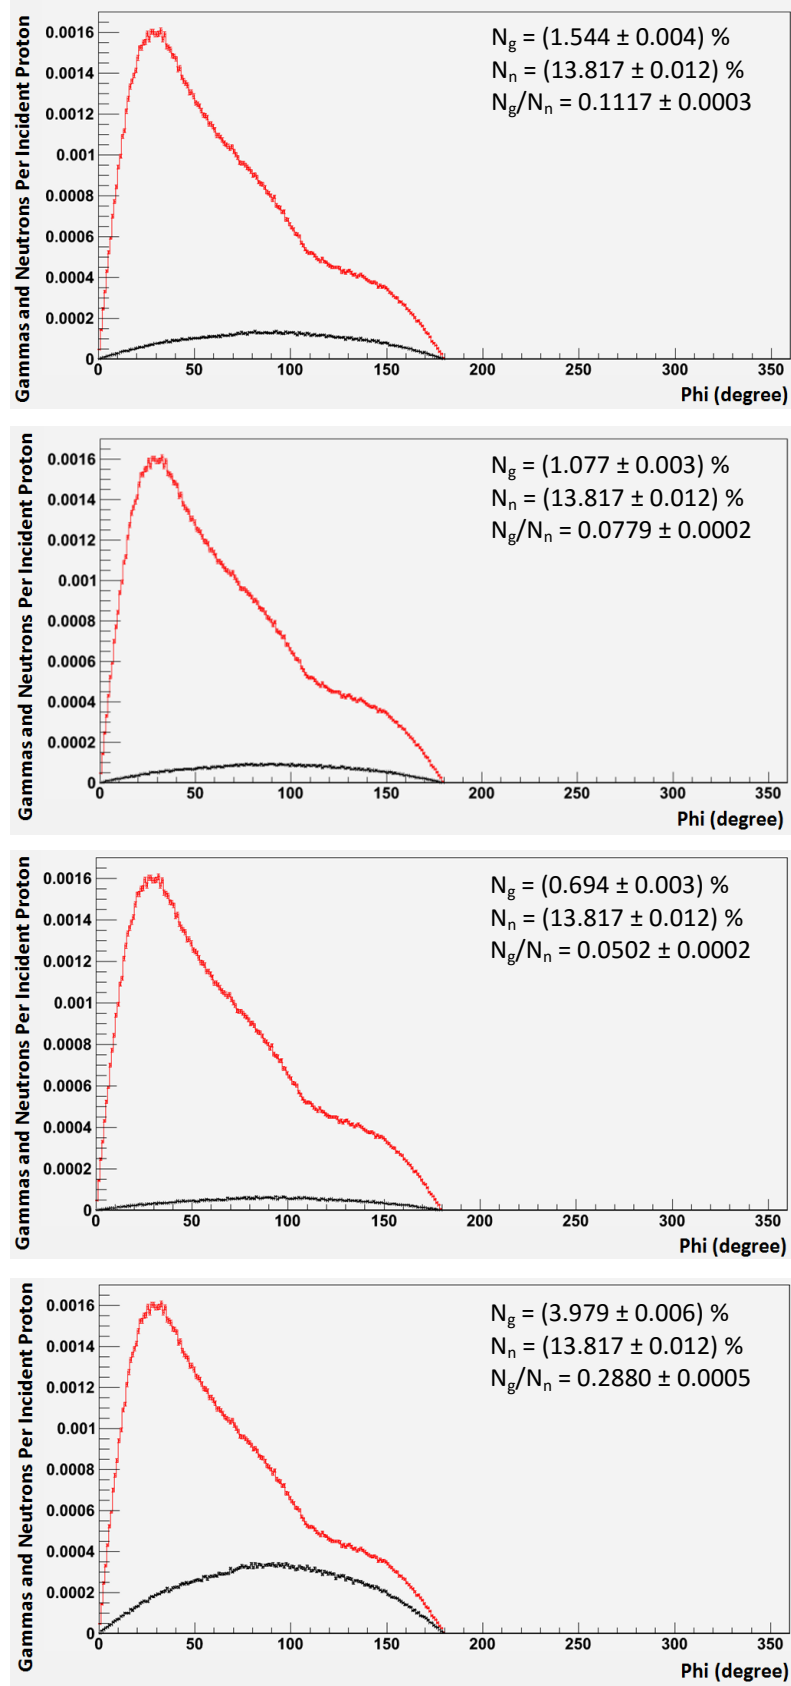 Gammas and Neutrons Per Incident Proton
N_g = (1.544 ± 0.004) %
N_n = (13.817 ± 0.012) %
N_g/N_n = 0.1117 ± 0.0003
0.0016
0.0014
0.0012
0.001
0.0008
0.0006
0.0004
0.0002
0
0 50 100 150 200 250 300 350
Phi (degree)
Gammas and Neutrons Per Incident Proton
N_g = (1.077 ± 0.003) %
N_n = (13.817 ± 0.012) %
N_g/N_n = 0.0779 ± 0.0002
0.0016
0.0014
0.0012
0.001
0.0008
0.0006
0.0004
0.0002
0
0 50 100 150 200 250 300 350
Phi (degree)
Gammas and Neutrons Per Incident Proton
N_g = (0.694 ± 0.003) %
N_n = (13.817 ± 0.012) %
N_g/N_n = 0.0502 ± 0.0002
0.0016
0.0014
0.0012
0.001
0.0008
0.0006
0.0004
0.0002
0
0 50 100 150 200 250 300 350
Phi (degree)
Gammas and Neutrons Per Incident Proton
N_g = (3.979 ± 0.006) %
N_n = (13.817 ± 0.012) %
N_g/N_n = 0.2880 ± 0.0005
0.0016
0.0014
0.0012
0.001
0.0008
0.0006
0.0004
0.0002
0
0 50 100 150 200 250 300 350
Phi (degree)